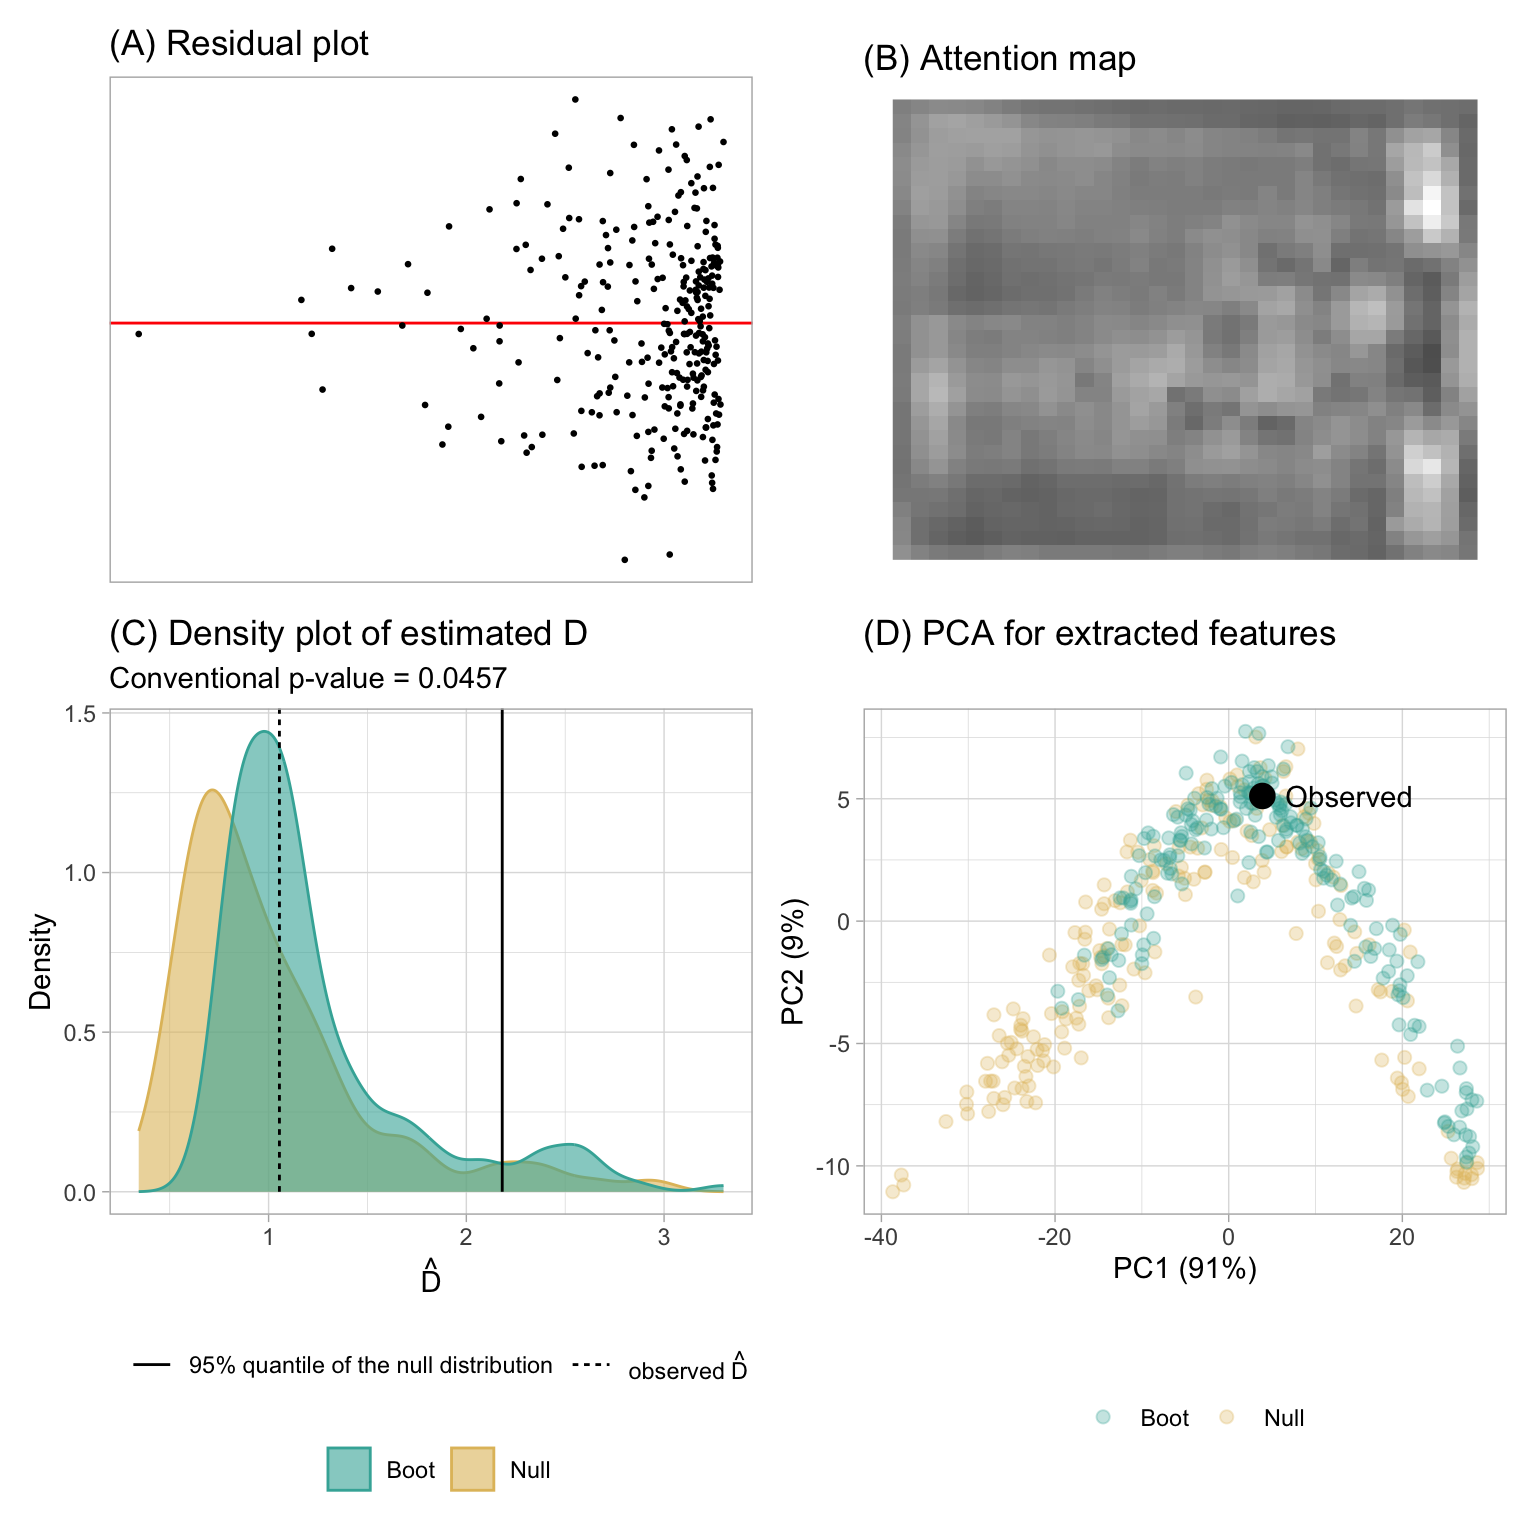 (A) Residual plot
(B) Attention map
(C) Density plot of estimated D
Conventional p-value = 0.0457
1.5
1.0
0.5
0.0
Density
1
2
3
D̂
95% quantile of the null distribution
observed D̂
Boot
Null
(D) PCA for extracted features
Observed
5
0
-5
-10
PC2 (9%)
-40
-20
0
20
PC1 (91%)
Boot
Null